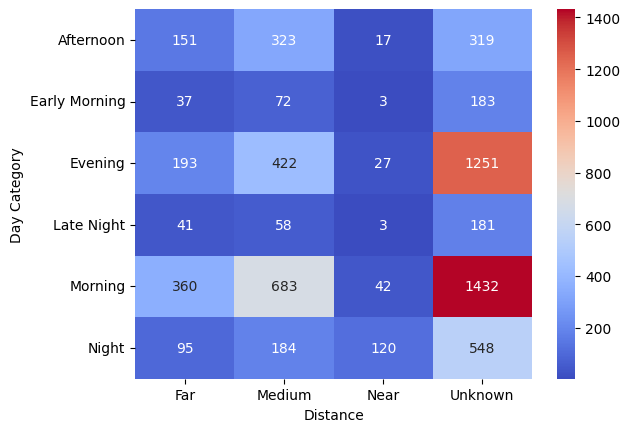 Afternoon 151 323 17 319
Early Morning 37 72 3 183
Evening 193 422 27 1251
Late Night 41 58 3 181
Morning 360 683 42 1432
Night 95 184 120 548
Far Medium Near Unknown
Distance
Day Category
1400
1200
1000
800
600
400
200